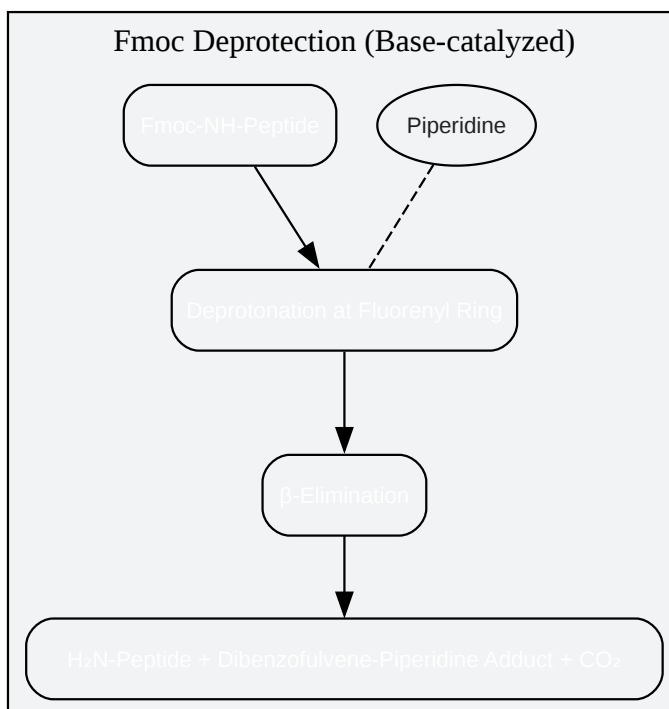 Fmoc Deprotection (Base-catalyzed)
Fmoc-NH-Peptide
Piperidine
Deprotonation at Fluorenyl Ring
β-Elimination
H₂N-Peptide + Dibenzofulvene-Piperidine Adduct + CO₂